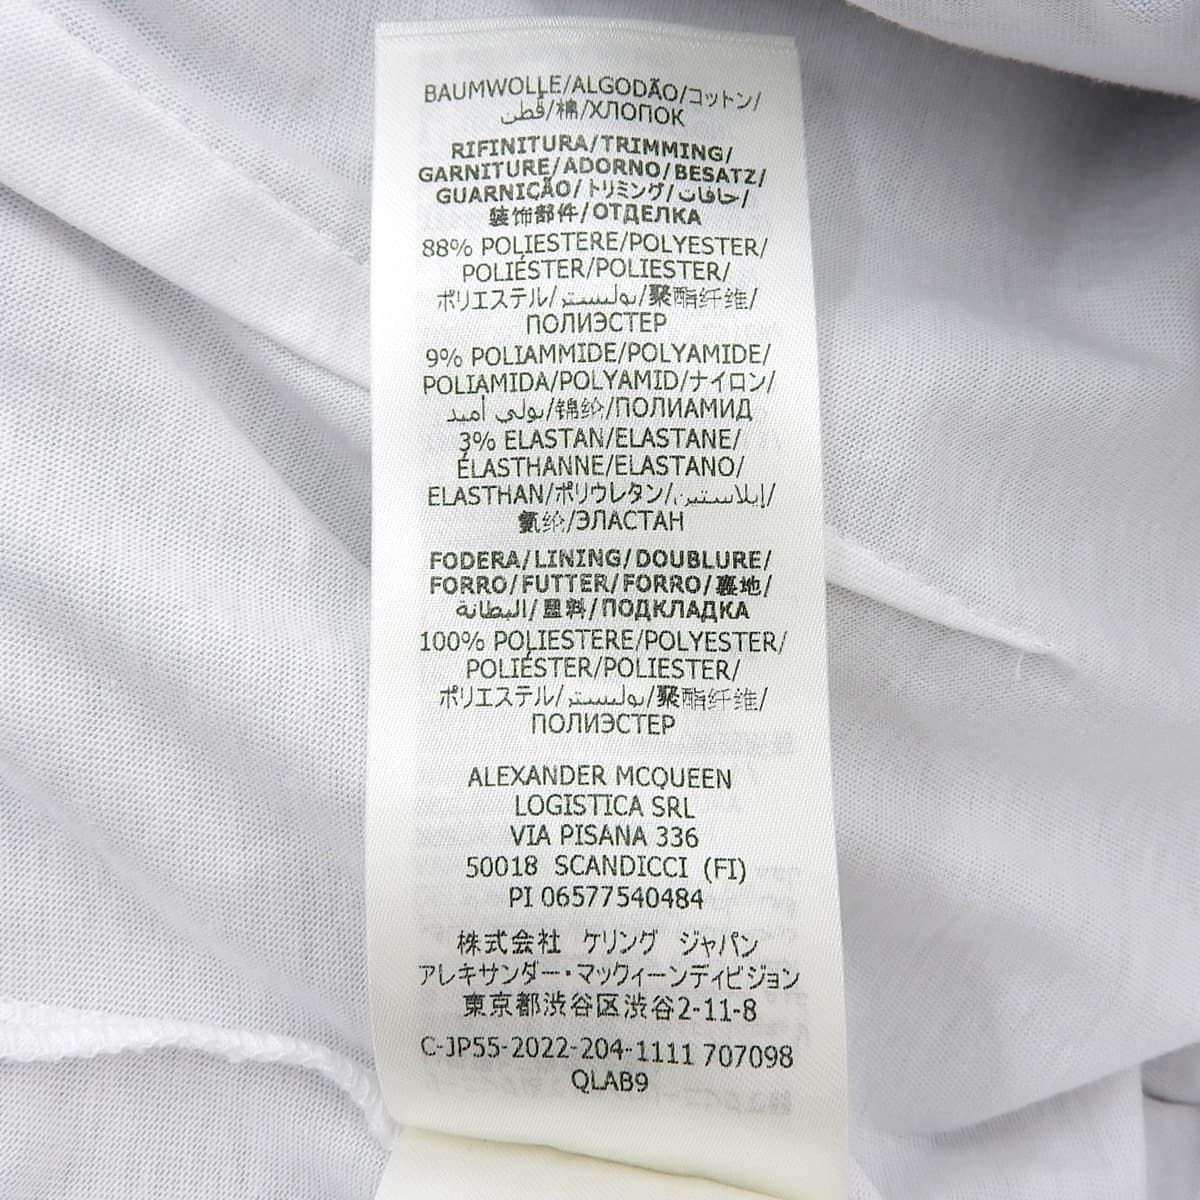 BAUMWOLLE/ALGODÃO/コットン/
قطن/棉/ХЛОПОК
RIFINITURA/TRIMMING/
GARNITURE/ADORNO/BESATZ/
GUARNIÇÃO/トリミング/حافات/
装饰部件/ОТДЕЛКА
88% POLIESTERE/POLYESTER/
POLIÉSTER/POLIESTER/
ポリエステル/بوليستر/聚酯纤维/
ПОЛИЭСТЕР
9% POLIAMMIDE/POLYAMIDE/
POLIAMIDA/POLYAMID/ナイロン/
بولي أميد/锦纶/ПОЛИАМИД
3% ELASTAN/ELASTANE/
ÉLASTHANNE/ELASTANO/
ELASTHAN/ポリウレタン/إيلاستين/
氨纶/ЭЛАСТАН
FODERA/LINING/DOUBLURE/
FORRO/FUTTER/FORRO/裏地/
البطانة/里料/ПОДКЛАДКА
100% POLIESTERE/POLYESTER/
POLIÉSTER/POLIESTER/
ポリエステル/بوليستر/聚酯纤维/
ПОЛИЭСТЕР
ALEXANDER MCQUEEN
LOGISTICA SRL
VIA PISANA 336
50018 SCANDICCI (FI)
PI 06577540484
株式会社 ケリング ジャパン
アレキサンダー・マックィーンディビジョン
東京都渋谷区渋谷2-11-8
C-JP55-2022-204-1111 707098
QLAB9